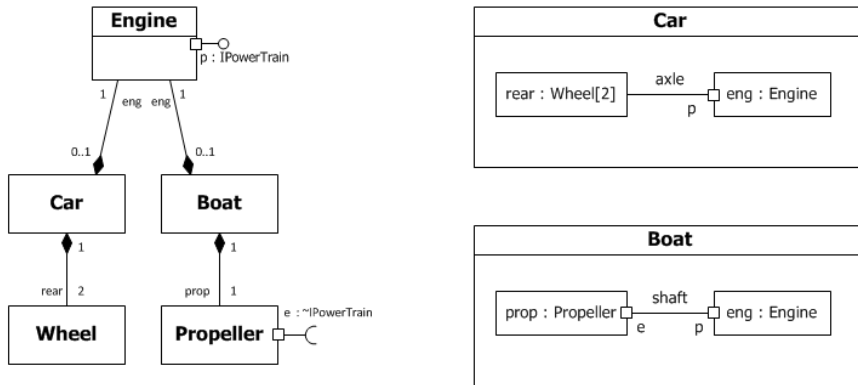 Engine
p : IPowerTrain
1 eng eng 1
0..1 0..1
Car Boat
1 1
rear 2 prop 1
e : ~IPowerTrain
Wheel Propeller
Car
axle
rear : Wheel[2] eng : Engine
p
Boat
shaft
prop : Propeller eng : Engine
e p